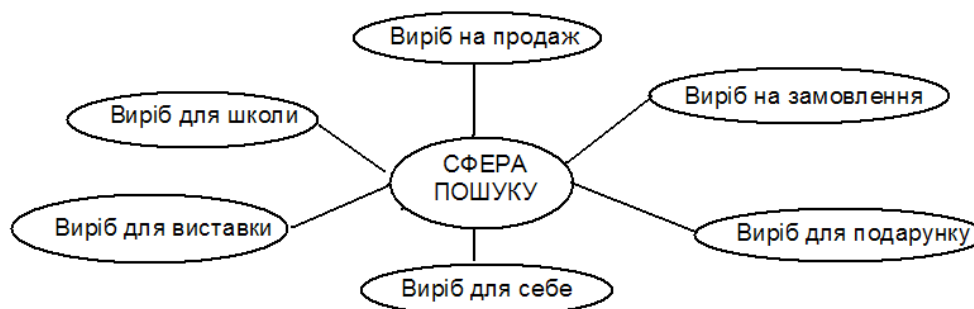 Виріб на продаж
Виріб на замовлення
Виріб для школи
СФЕРА
ПОШУКУ
Виріб для виставки
Виріб для подарунку
Виріб для себе